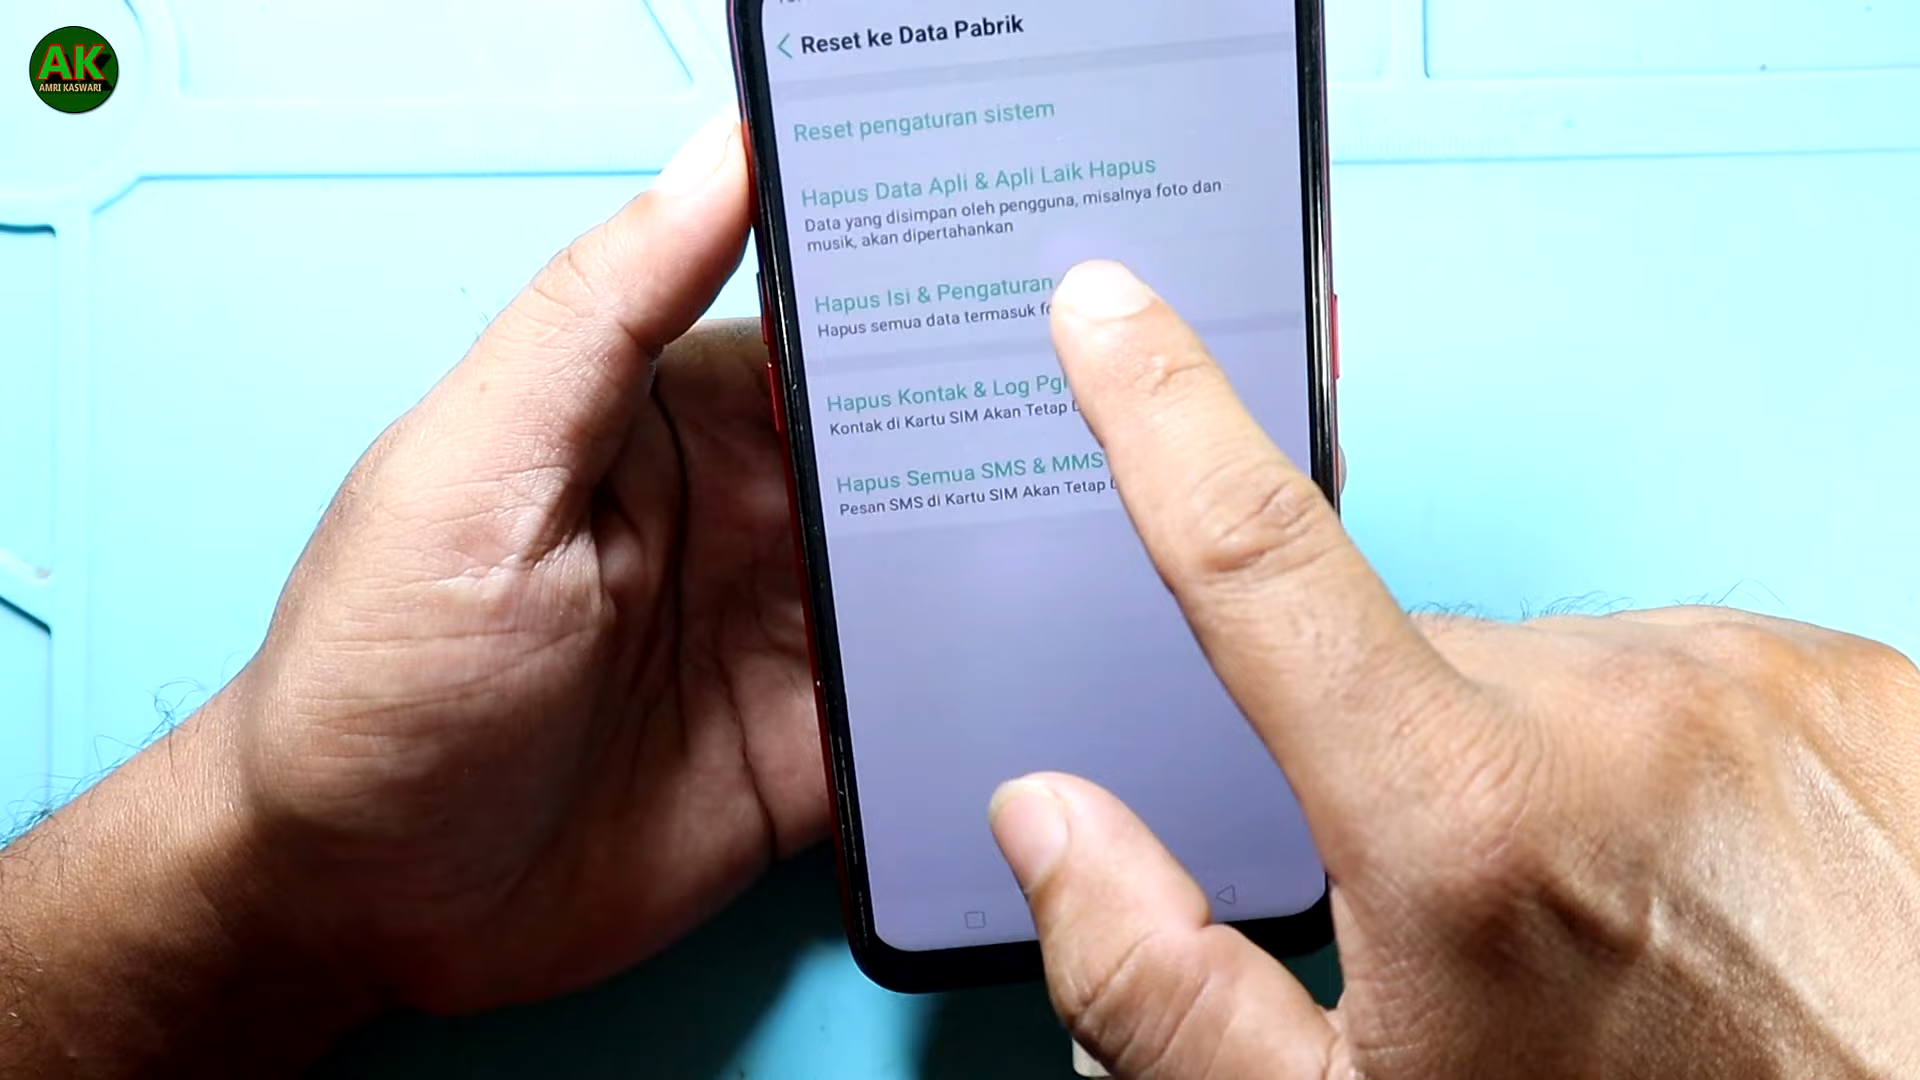 AK
AMRI KASWARI
Reset ke Data Pabrik
Reset pengaturan sistem
Hapus Data Apli & Apli Laik Hapus
Data yang disimpan oleh pengguna, misalnya foto dan
musik, akan dipertahankan
Hapus Isi & Pengaturan
Hapus semua data termasuk
Hapus Kontak & Log
Kontak di Kartu SIM Akan Tetap
Hapus Semua SMS & MMS
Pesan SMS di Kartu SIM Akan Tetap